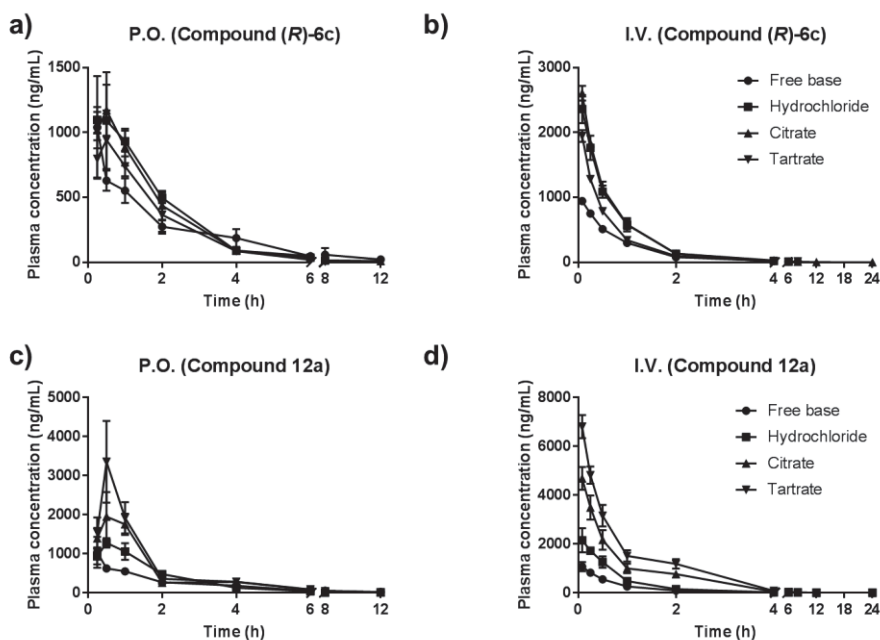 a)
P.O. (Compound (R)-6c)
Plasma concentration (ng/mL)
1500
1000
500
0
0 2 4 6 8 12
Time (h)
b)
I.V. (Compound (R)-6c)
Plasma concentration (ng/mL)
3000
2000
1000
0
0 2 4 6 12 18 24
Time (h)
Free base
Hydrochloride
Citrate
Tartrate
c)
P.O. (Compound 12a)
Plasma concentration (ng/mL)
5000
4000
3000
2000
1000
0
0 2 4 6 8 12
Time (h)
d)
I.V. (Compound 12a)
Plasma concentration (ng/mL)
8000
6000
4000
2000
0
0 2 4 6 12 18 24
Time (h)
Free base
Hydrochloride
Citrate
Tartrate